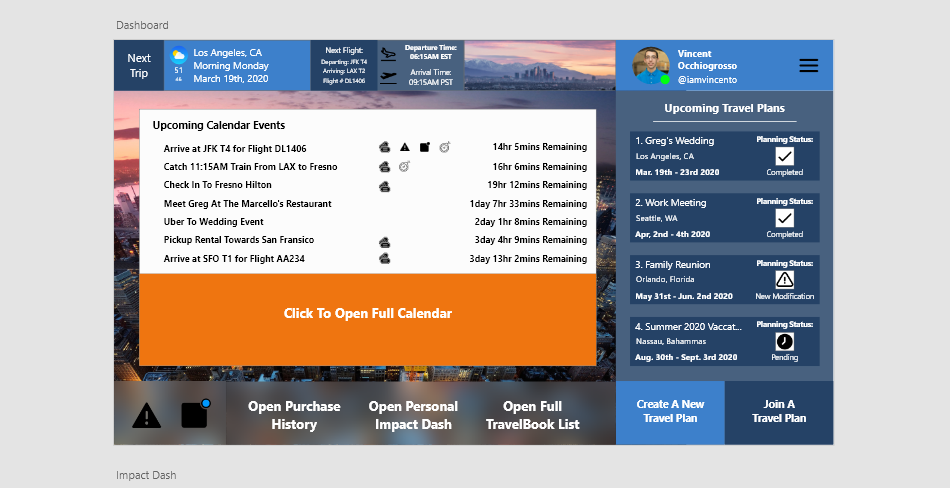 Dashboard
Next
Trip
51
46
Los Angeles, CA
Morning Monday
March 19th, 2020
Next Flight:
Departing: JFK T4
Arriving: LAX T2
Flight # DL1406
Departure Time:
06:15AM EST
Arrival Time:
09:15AM PST
Vincent
Occhiogrosso
@iamvincento
Upcoming Calendar Events
Arrive at JFK T4 for Flight DL1406 14hr 5mins Remaining
Catch 11:15AM Train From LAX to Fresno 16hr 6mins Remaining
Check In To Fresno Hilton 19hr 12mins Remaining
Meet Greg At The Marcello's Restaurant 1day 7hr 33mins Remaining
Uber To Wedding Event 2day 1hr 8mins Remaining
Pickup Rental Towards San Fransico 3day 4hr 9mins Remaining
Arrive at SFO T1 for Flight AA234 3day 13hr 2mins Remaining
Click To Open Full Calendar
Upcoming Travel Plans
1. Greg's Wedding
Los Angeles, CA
Mar. 19th - 23rd 2020
Planning Status:
Completed
2. Work Meeting
Seattle, WA
Apr, 2nd - 4th 2020
Planning Status:
Completed
3. Family Reunion
Orlando, Florida
May 31st - Jun. 2nd 2020
Planning Status:
New Modification
4. Summer 2020 Vaccat...
Nassau, Bahammas
Aug. 30th - Sept. 3rd 2020
Planning Status:
Pending
Open Purchase
History
Open Personal
Impact Dash
Open Full
TravelBook List
Create A New
Travel Plan
Join A
Travel Plan
Impact Dash